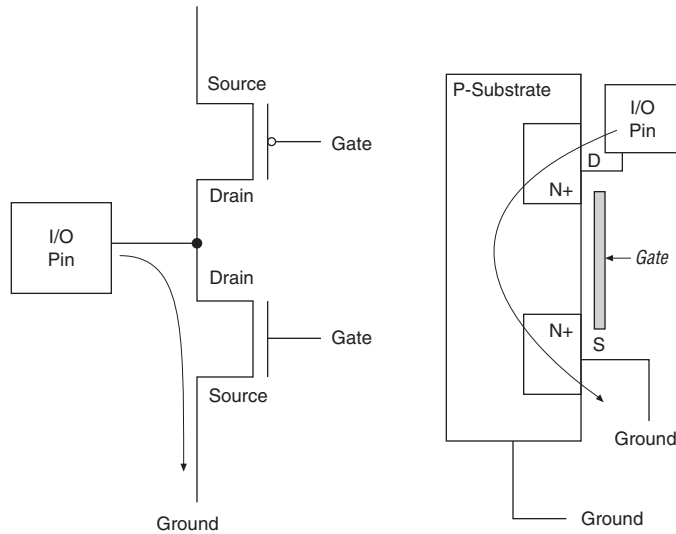 Source
Gate
Drain
I/O
Pin
Drain
Gate
Source
Ground
P-Substrate
I/O
Pin
D
N+
Gate
N+
S
Ground
Ground